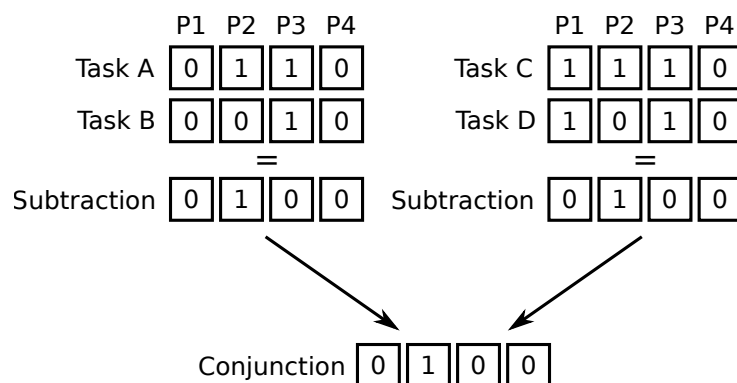 P1 P2 P3 P4 P1 P2 P3 P4
Task A 0 1 1 0 Task C 1 1 1 0
Task B 0 0 1 0 Task D 1 0 1 0
= =
Subtraction 0 1 0 0 Subtraction 0 1 0 0
Conjunction 0 1 0 0